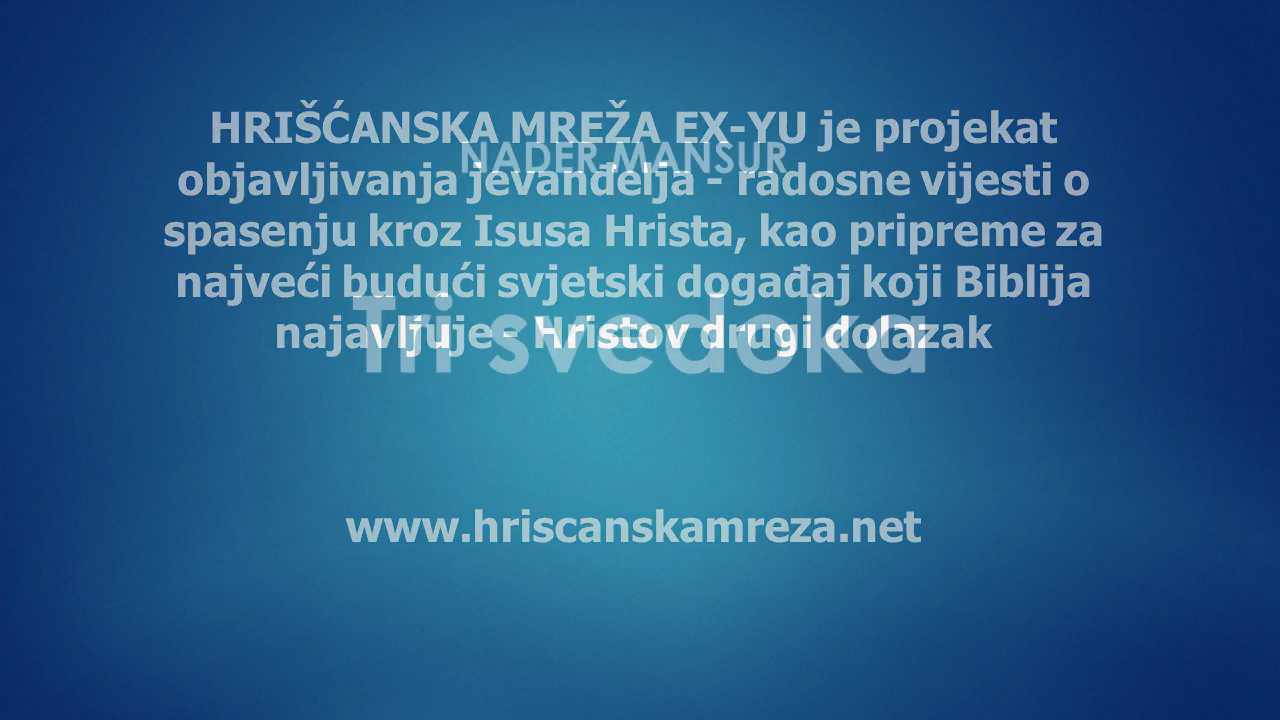 HRIŠĆANSKA MREŽA EX-YU je projekat
NADER MANSUR
objavljivanja jevanđelja - radosne vijesti o
spasenju kroz Isusa Hrista, kao pripreme za
najveći budući svjetski događaj koji Biblija
najavljuje - Hristov drugi dolazak
Tri svedoka
www.hriscanskamreza.net